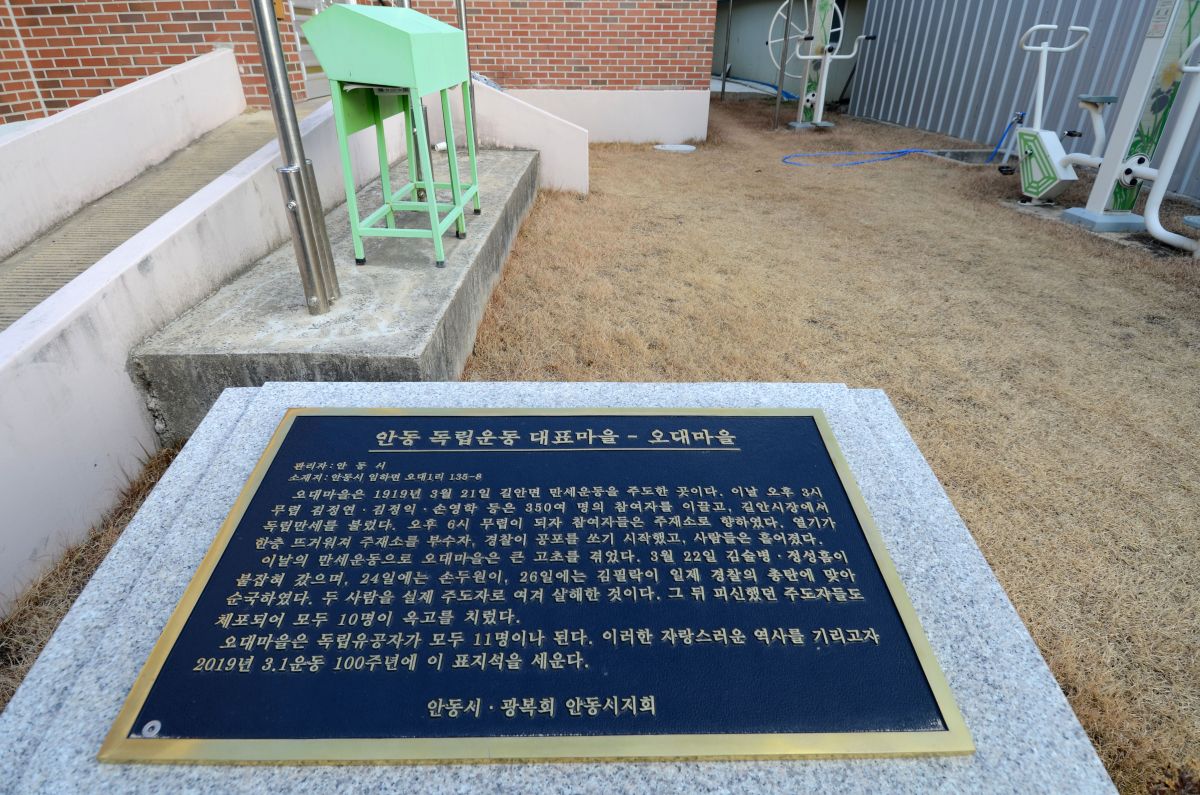 안동 독립운동 대표마을 - 오대마을
관리자 : 안 동 시
소재지 : 안동시 임하면 오대1리 135-8
오대마을은 1919년 3월 21일 길안면 만세운동을 주도한 곳이다. 이날 오후 3시
무렵 김정연·김정익·손영학 등은 350여 명의 참여자를 이끌고, 길안시장에서
독립만세를 불렀다. 오후 6시 무렵이 되자 참여자들은 주재소로 향하였다. 열기가
한층 뜨거워져 주재소를 부수자, 경찰이 공포를 쏘기 시작했고, 사람들은 흩어졌다.
이날의 만세운동으로 오대마을은 큰 고초를 겪었다. 3월 22일 김술병·정성흠이
붙잡혀 갔으며, 24일에는 손두원이, 26일에는 김필락이 일제 경찰의 총탄에 맞아
순국하였다. 두 사람을 실제 주도자로 여겨 살해한 것이다. 그 뒤 피신했던 주도자들도
체포되어 모두 10명이 옥고를 치렀다.
오대마을은 독립유공자가 모두 11명이나 된다. 이러한 자랑스러운 역사를 기리고자
2019년 3.1운동 100주년에 이 표지석을 세운다.
안동시·광복회 안동시지회